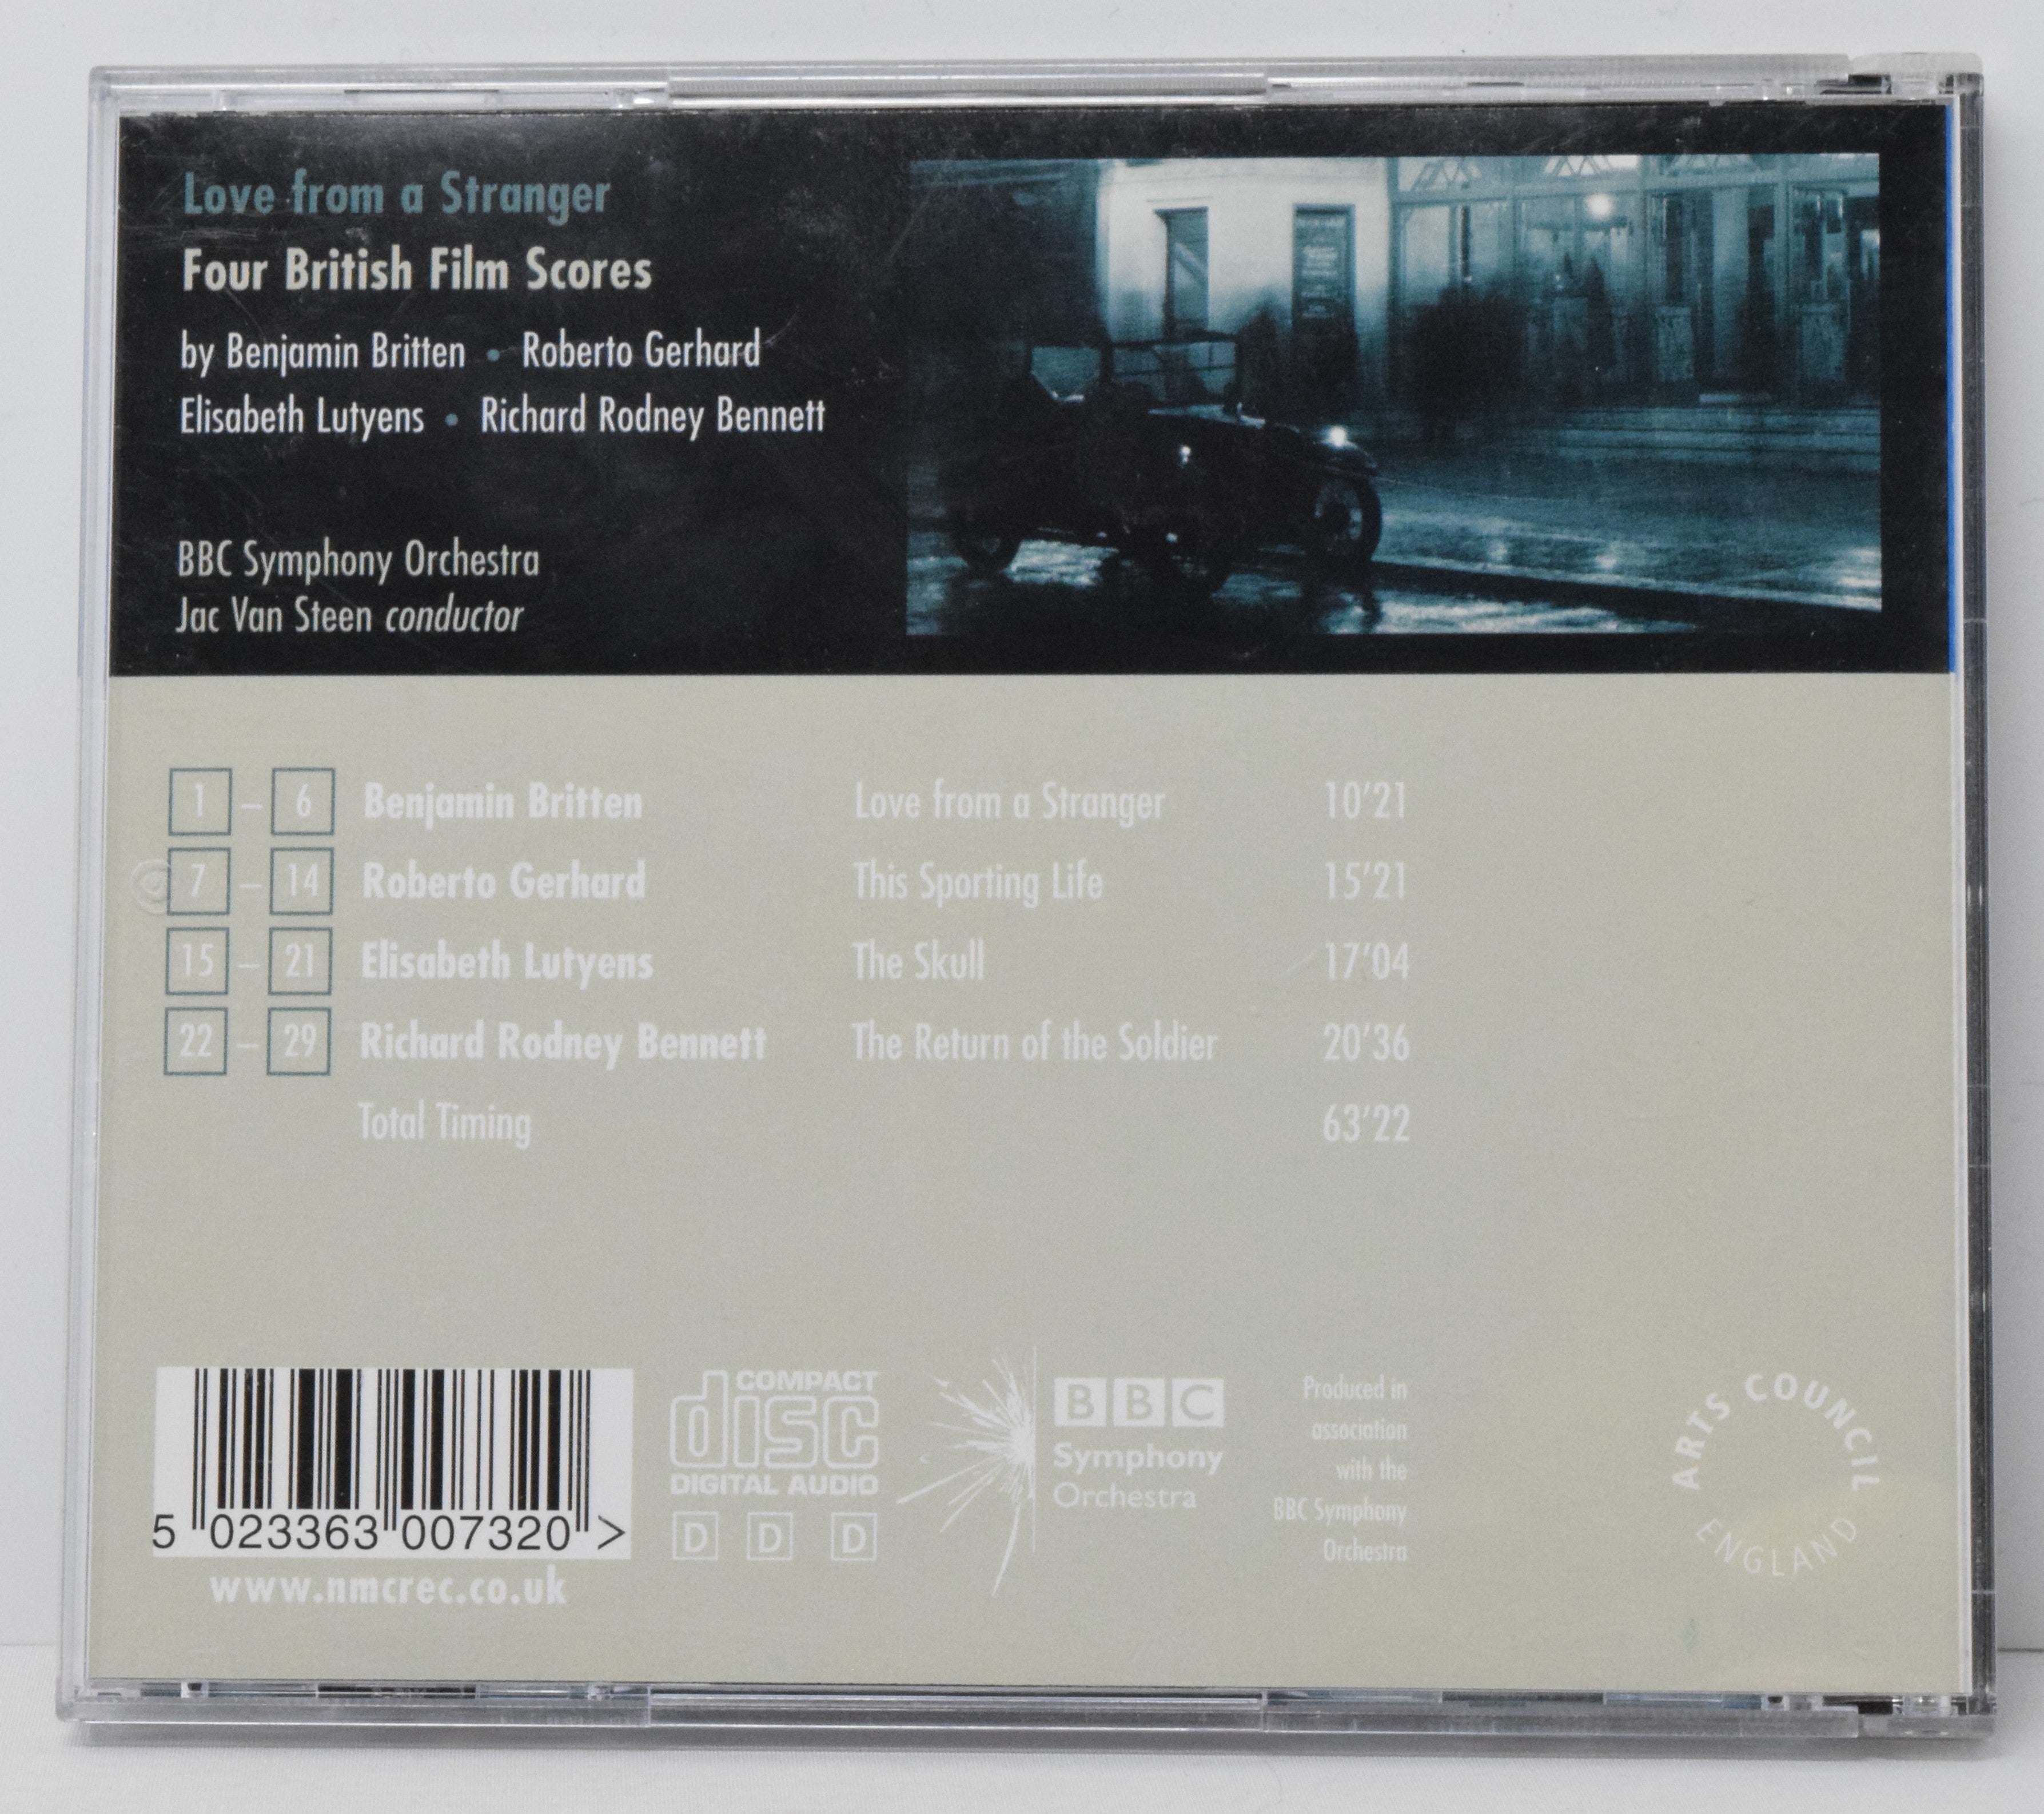 Love from a Stranger
Four British Film Scores
by Benjamin Britten • Roberto Gerhard
Elisabeth Lutyens • Richard Rodney Bennett
BBC Symphony Orchestra
Jac Van Steen conductor
1 – 6 Benjamin Britten Love from a Stranger 10'21
7 – 14 Roberto Gerhard This Sporting Life 15'21
15 – 21 Elisabeth Lutyens The Skull 17'04
22 – 29 Richard Rodney Bennett The Return of the Soldier 20'36
Total Timing 63'22
5 023363 007320 >
www.nmcrec.co.uk
COMPACT
disc
DIGITAL AUDIO
D D D
BBC
Symphony
Orchestra
Produced in
association
with the
BBC Symphony
Orchestra
ARTS COUNCIL
ENGLAND